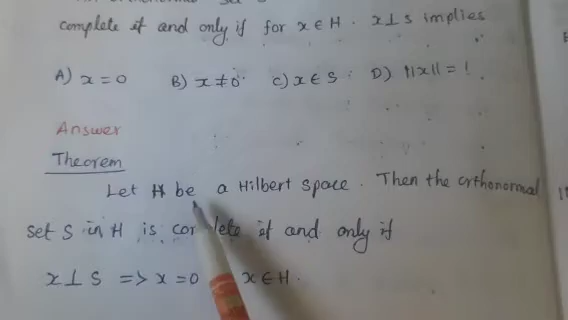 complete if and only if for x ∈ H . x ⊥ s implies
A) x = 0 B) x ≠ 0 C) x ∈ S D) ||x|| = 1
Answer
Theorem
Let H be a Hilbert space. Then the orthonormal
set S in H is if and only if
x ⊥ S => x = 0 x ∈ H.